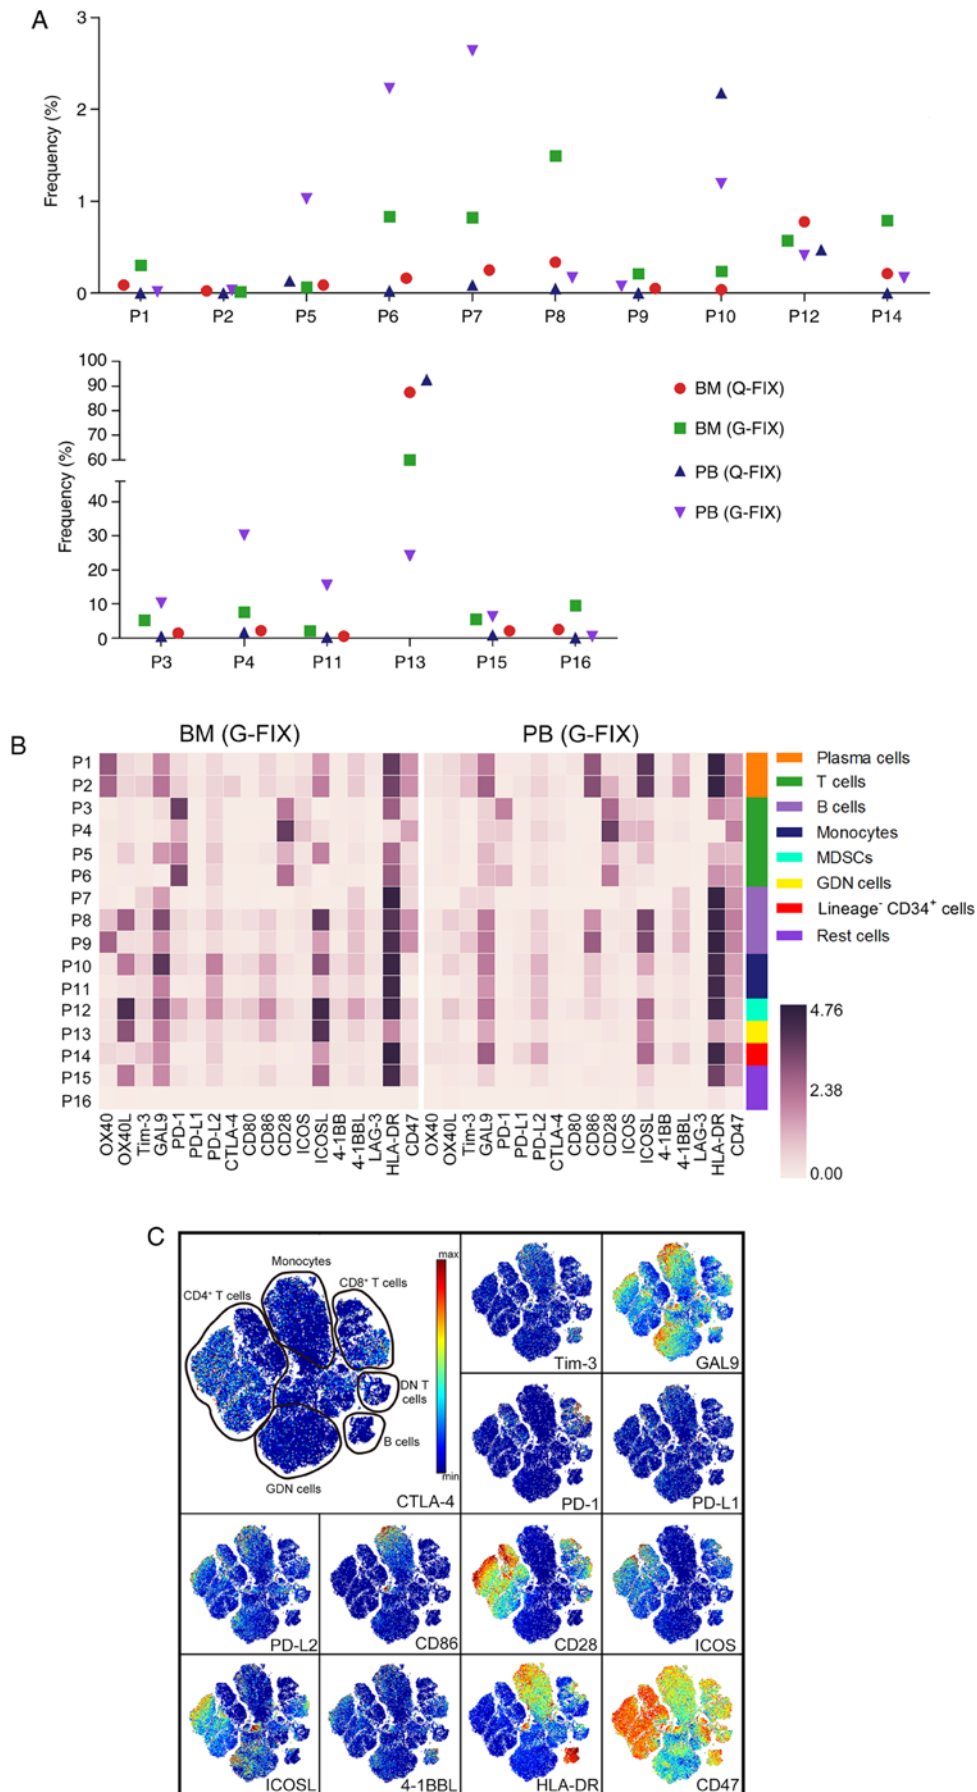 A
Frequency (%)
3
2
1
0
P1 P2 P5 P6 P7 P8 P9 P10 P12 P14
Frequency (%)
100
90
80
70
60
40
30
20
10
0
P3 P4 P11 P13 P15 P16
BM (Q-FIX)
BM (G-FIX)
PB (Q-FIX)
PB (G-FIX)
B
BM (G-FIX) PB (G-FIX)
P1
P2
P3
P4
P5
P6
P7
P8
P9
P10
P11
P12
P13
P14
P15
P16
OX40 OX40L Tim-3 GAL9 PD-1 PD-L1 PD-L2 CTLA-4 CD80 CD86 CD28 ICOS ICOSL 4-1BB 4-1BBL LAG-3 HLA-DR CD47
OX40 OX40L Tim-3 GAL9 PD-1 PD-L1 PD-L2 CTLA-4 CD80 CD86 CD28 ICOS ICOSL 4-1BB 4-1BBL LAG-3 HLA-DR CD47
Plasma cells
T cells
B cells
Monocytes
MDSCs
GDN cells
Lineage⁻ CD34⁺ cells
Rest cells
4.76
2.38
0.00
C
Monocytes
CD4⁺ T cells
CD8⁺ T cells
DN T
cells
B cells
GDN cells
max
min
CTLA-4
Tim-3 GAL9
PD-1 PD-L1
PD-L2 CD86 CD28 ICOS
ICOSL 4-1BBL HLA-DR CD47